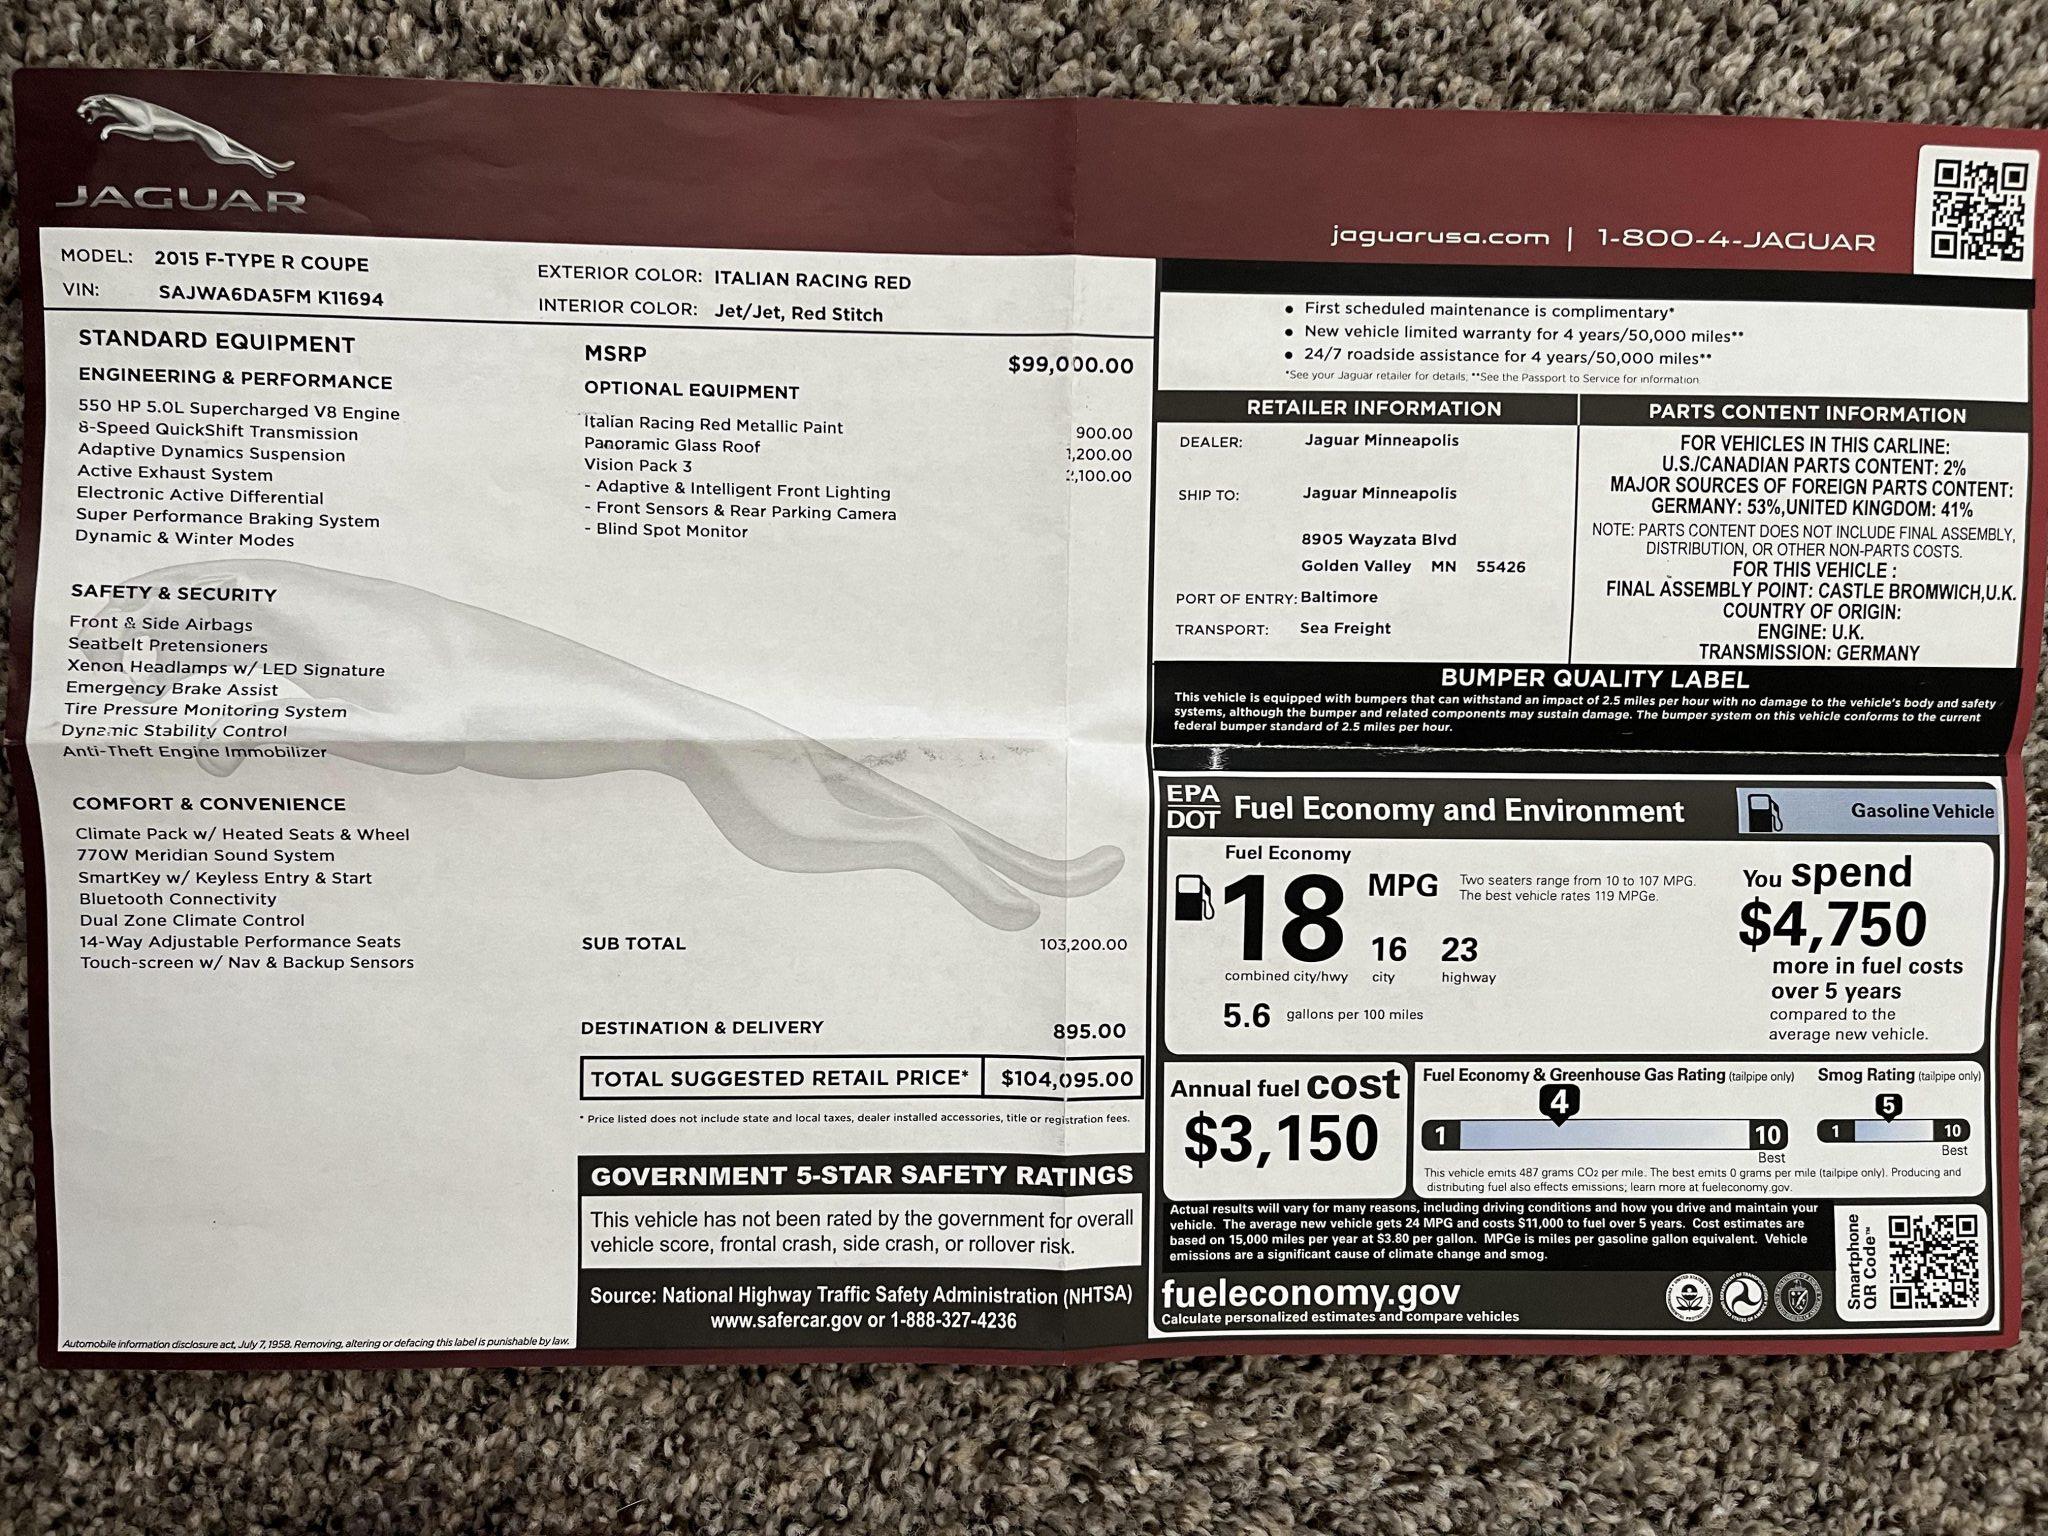 JAGUAR
jaguarusa.com | 1-800-4-JAGUAR
MODEL: 2015 F-TYPE R COUPE
VIN: SAJWA6DA5FM K11694
EXTERIOR COLOR: ITALIAN RACING RED
INTERIOR COLOR: Jet/Jet, Red Stitch
STANDARD EQUIPMENT
ENGINEERING & PERFORMANCE
550 HP 5.0L Supercharged V8 Engine
8-Speed QuickShift Transmission
Adaptive Dynamics Suspension
Active Exhaust System
Electronic Active Differential
Super Performance Braking System
Dynamic & Winter Modes
SAFETY & SECURITY
Front & Side Airbags
Seatbelt Pretensioners
Xenon Headlamps w/ LED Signature
Emergency Brake Assist
Tire Pressure Monitoring System
Dynamic Stability Control
Anti-Theft Engine Immobilizer
COMFORT & CONVENIENCE
Climate Pack w/ Heated Seats & Wheel
770W Meridian Sound System
SmartKey w/ Keyless Entry & Start
Bluetooth Connectivity
Dual Zone Climate Control
14-Way Adjustable Performance Seats
Touch-screen w/ Nav & Backup Sensors
Automobile information disclosure act, July 7, 1958. Removing, altering or defacing this label is punishable by law.
MSRP $99,000.00
OPTIONAL EQUIPMENT
Italian Racing Red Metallic Paint 900.00
Panoramic Glass Roof 1,200.00
Vision Pack 3 2,100.00
- Adaptive & Intelligent Front Lighting
- Front Sensors & Rear Parking Camera
- Blind Spot Monitor
SUB TOTAL 103,200.00
DESTINATION & DELIVERY 895.00
TOTAL SUGGESTED RETAIL PRICE* $104,095.00
* Price listed does not include state and local taxes, dealer installed accessories, title or registration fees.
GOVERNMENT 5-STAR SAFETY RATINGS
This vehicle has not been rated by the government for overall
vehicle score, frontal crash, side crash, or rollover risk.
Source: National Highway Traffic Safety Administration (NHTSA)
www.safercar.gov or 1-888-327-4236
• First scheduled maintenance is complimentary*
• New vehicle limited warranty for 4 years/50,000 miles**
• 24/7 roadside assistance for 4 years/50,000 miles**
*See your Jaguar retailer for details; **See the Passport to Service for information
RETAILER INFORMATION
DEALER: Jaguar Minneapolis
SHIP TO: Jaguar Minneapolis
8905 Wayzata Blvd
Golden Valley MN 55426
PORT OF ENTRY: Baltimore
TRANSPORT: Sea Freight
PARTS CONTENT INFORMATION
FOR VEHICLES IN THIS CARLINE:
U.S./CANADIAN PARTS CONTENT: 2%
MAJOR SOURCES OF FOREIGN PARTS CONTENT:
GERMANY: 53%,UNITED KINGDOM: 41%
NOTE: PARTS CONTENT DOES NOT INCLUDE FINAL ASSEMBLY,
DISTRIBUTION, OR OTHER NON-PARTS COSTS.
FOR THIS VEHICLE :
FINAL ASSEMBLY POINT: CASTLE BROMWICH,U.K.
COUNTRY OF ORIGIN:
ENGINE: U.K.
TRANSMISSION: GERMANY
BUMPER QUALITY LABEL
This vehicle is equipped with bumpers that can withstand an impact of 2.5 miles per hour with no damage to the vehicle's body and safety
systems, although the bumper and related components may sustain damage. The bumper system on this vehicle conforms to the current
federal bumper standard of 2.5 miles per hour.
EPA
DOT
Fuel Economy and Environment
Gasoline Vehicle
Fuel Economy
18 MPG
combined city/hwy
16
city
23
highway
5.6 gallons per 100 miles
Two seaters range from 10 to 107 MPG.
The best vehicle rates 119 MPGe.
You spend
$4,750
more in fuel costs
over 5 years
compared to the
average new vehicle.
Annual fuel cost
$3,150
Fuel Economy & Greenhouse Gas Rating (tailpipe only)
4
1
10
Best
Smog Rating (tailpipe only)
5
1
10
Best
This vehicle emits 487 grams CO2 per mile. The best emits 0 grams per mile (tailpipe only). Producing and
distributing fuel also effects emissions; learn more at fueleconomy.gov.
Actual results will vary for many reasons, including driving conditions and how you drive and maintain your
vehicle. The average new vehicle gets 24 MPG and costs $11,000 to fuel over 5 years. Cost estimates are
based on 15,000 miles per year at $3.80 per gallon. MPGe is miles per gasoline gallon equivalent. Vehicle
emissions are a significant cause of climate change and smog.
fueleconomy.gov
Calculate personalized estimates and compare vehicles
Smartphone
QR Code™